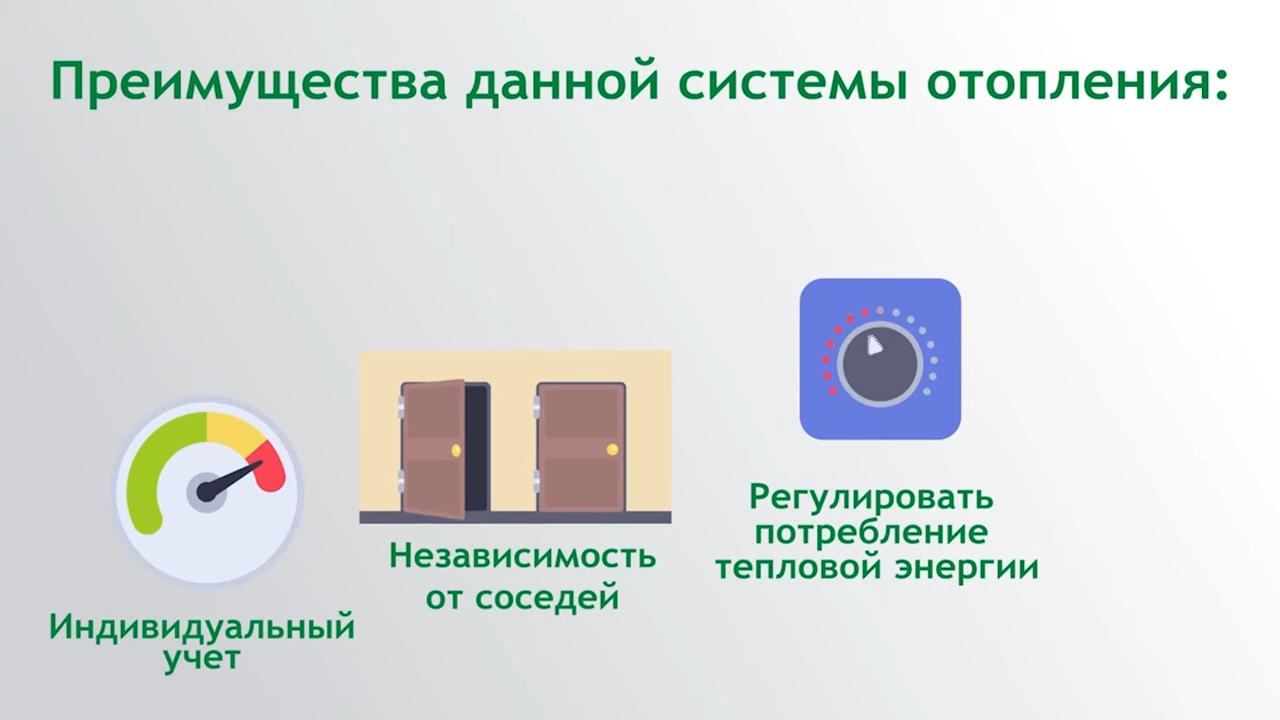 Преимущества данной системы отопления:
Индивидуальный
учет
Независимость
от соседей
Регулировать
потребление
тепловой энергии